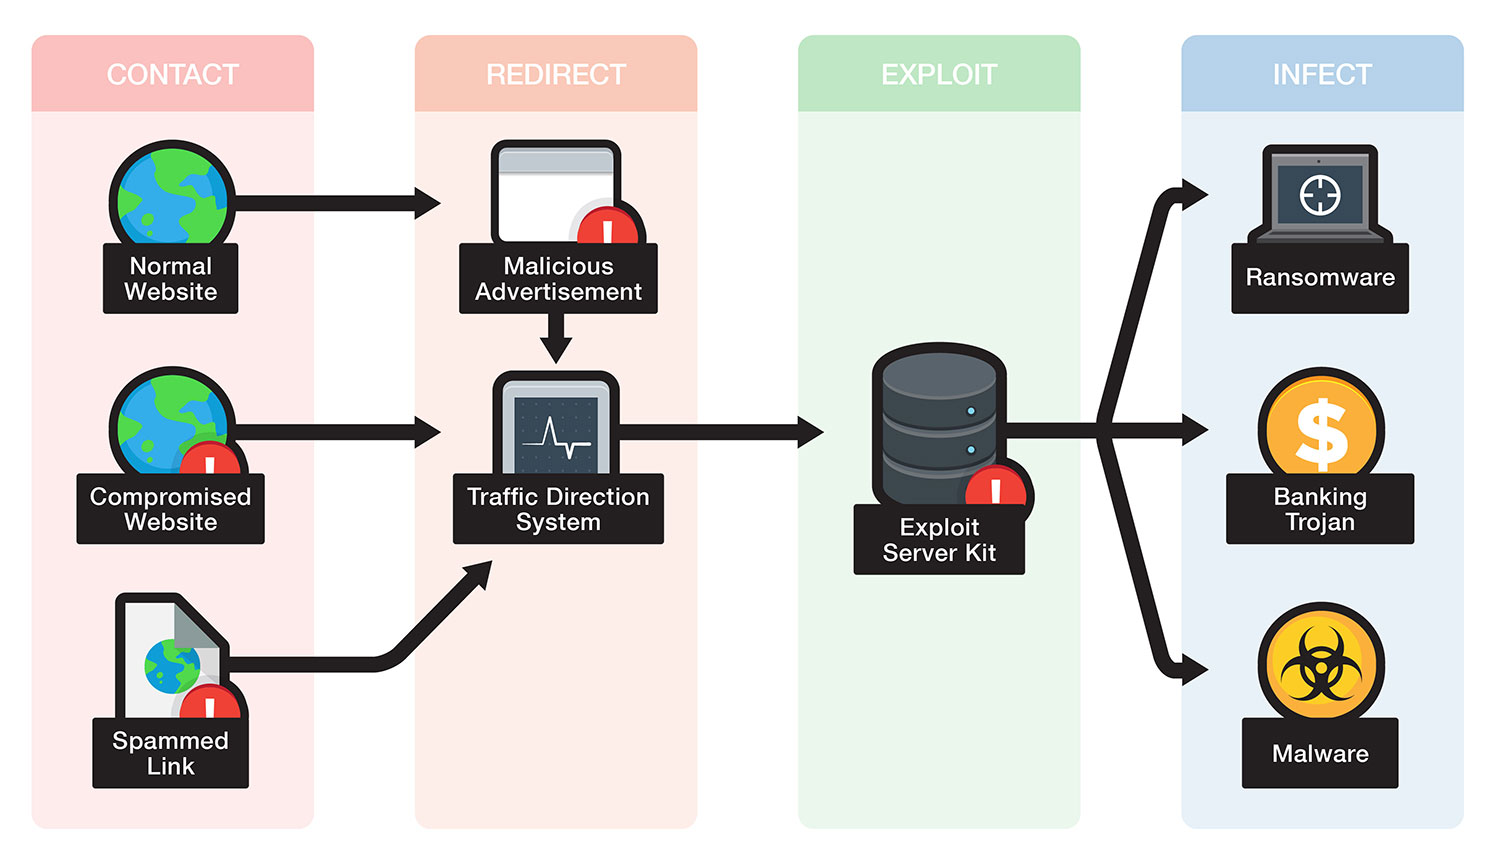 CONTACT
REDIRECT
EXPLOIT
INFECT
Normal
Website
Malicious
Advertisement
Ransomware
Compromised
Website
Traffic Direction
System
Exploit
Server Kit
Banking
Trojan
Spammed
Link
Malware